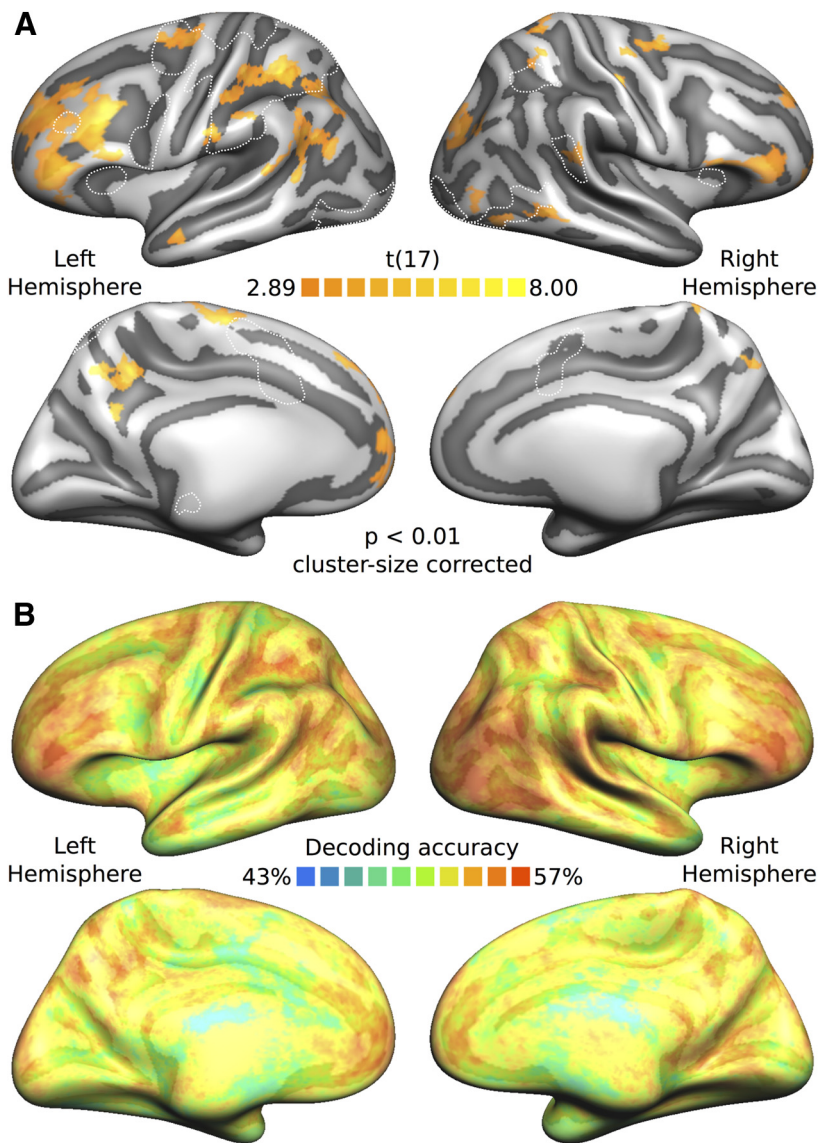 A
Left
Hemisphere
t(17)
2.89 8.00
Right
Hemisphere
p < 0.01
cluster-size corrected
B
Left
Hemisphere
Decoding accuracy
43% 57%
Right
Hemisphere